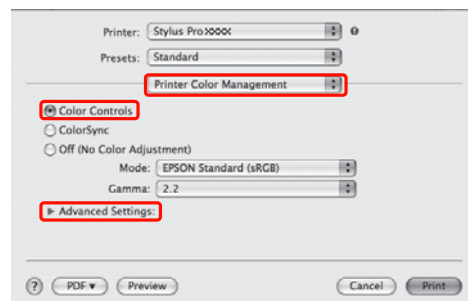 Printer: Stylus Pro XXXX
Presets: Standard
Printer Color Management
Color Controls
ColorSync
Off (No Color Adjustment)
Mode: EPSON Standard (sRGB)
Gamma: 2.2
Advanced Settings:
? PDF Preview Cancel Print